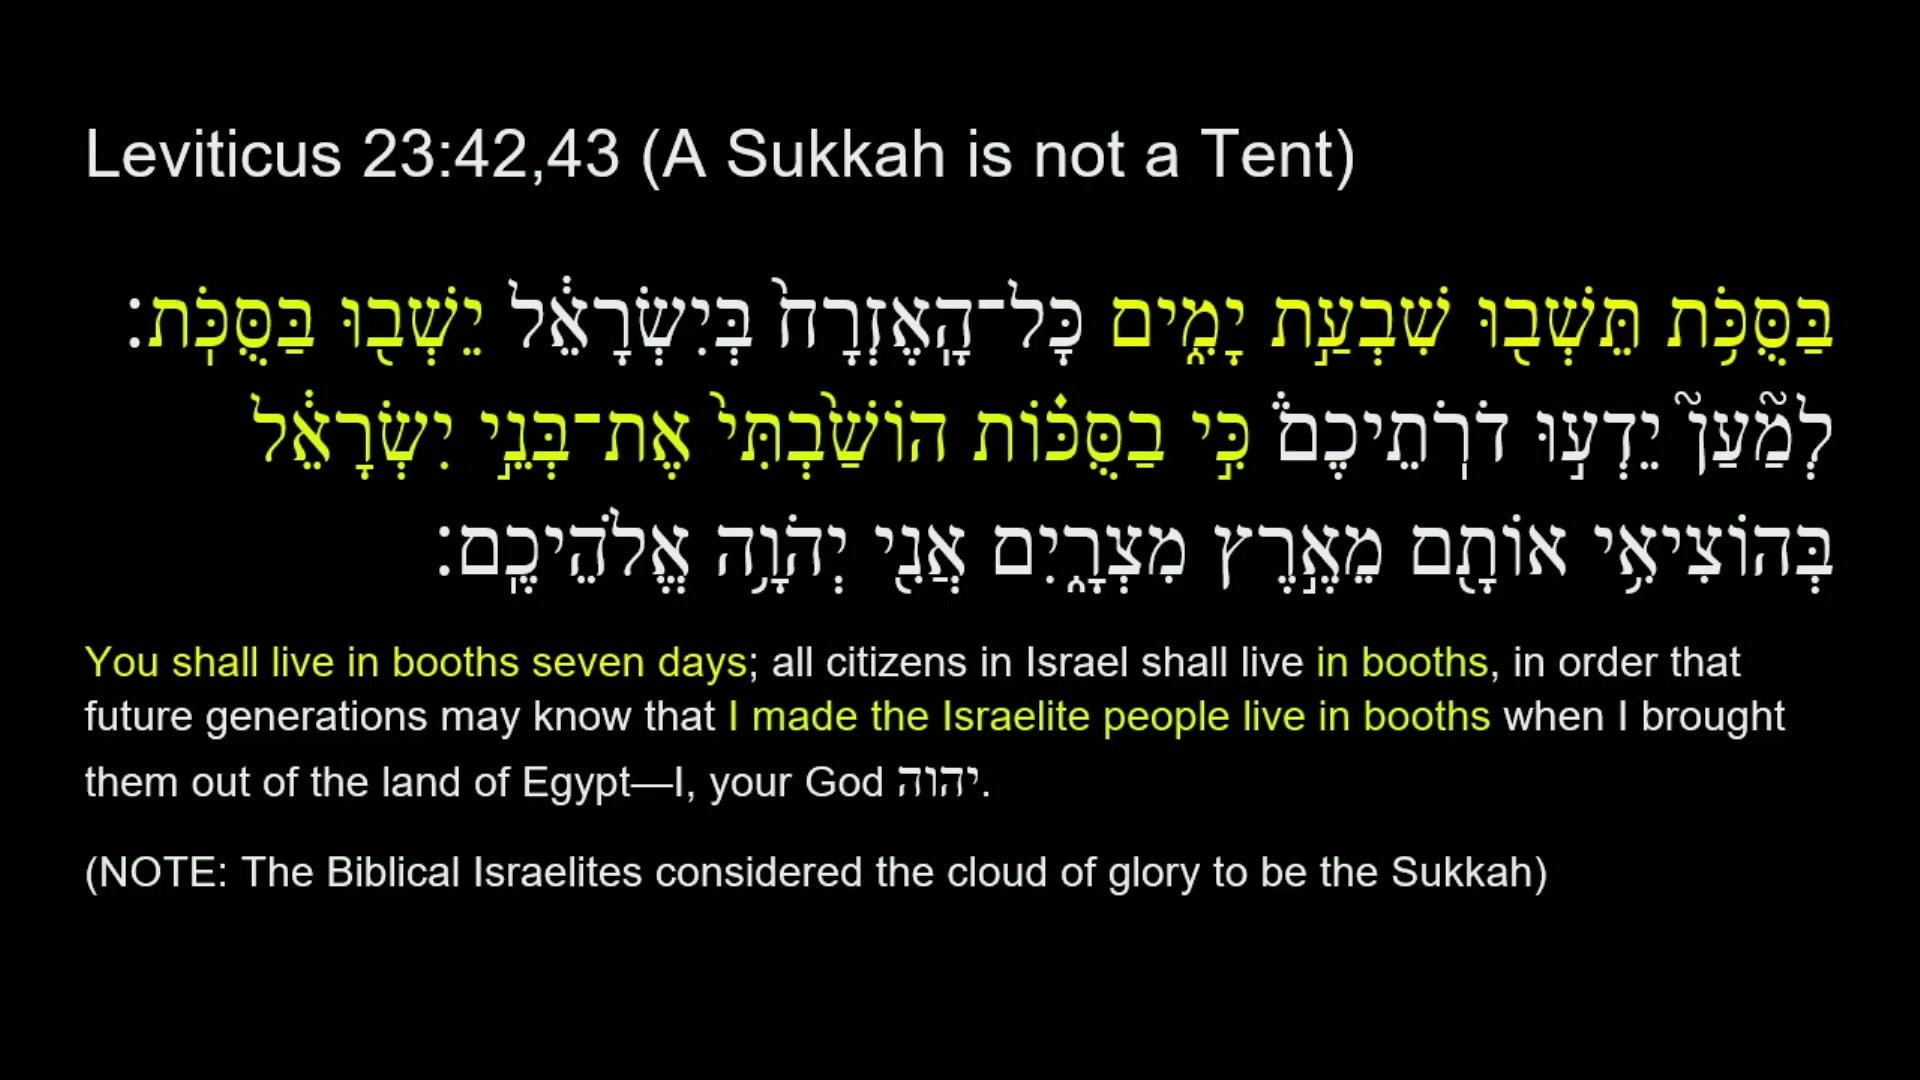 Leviticus 23:42,43 (A Sukkah is not a Tent)
בַּסֻּכֹּ֥ת תֵּשְׁב֖וּ שִׁבְעַ֣ת יָמִ֑ים כׇּל־הָֽאֶזְרָח֙ בְּיִשְׂרָאֵ֔ל יֵשְׁב֖וּ בַּסֻּכֹּֽת׃
לְמַ֘עַן֮ יֵדְע֣וּ דֹרֹֽתֵיכֶם֒ כִּ֣י בַסֻּכּ֗וֹת הוֹשַׁ֙בְתִּי֙ אֶת־בְּנֵ֣י יִשְׂרָאֵ֔ל
בְּהוֹצִיאִ֥י אוֹתָ֖ם מֵאֶ֣רֶץ מִצְרָ֑יִם אֲנִ֖י יְהֹוָ֥ה אֱלֹהֵיכֶֽם׃
You shall live in booths seven days; all citizens in Israel shall live in booths, in order that
future generations may know that I made the Israelite people live in booths when I brought
them out of the land of Egypt—I, your God יהוה.
(NOTE: The Biblical Israelites considered the cloud of glory to be the Sukkah)